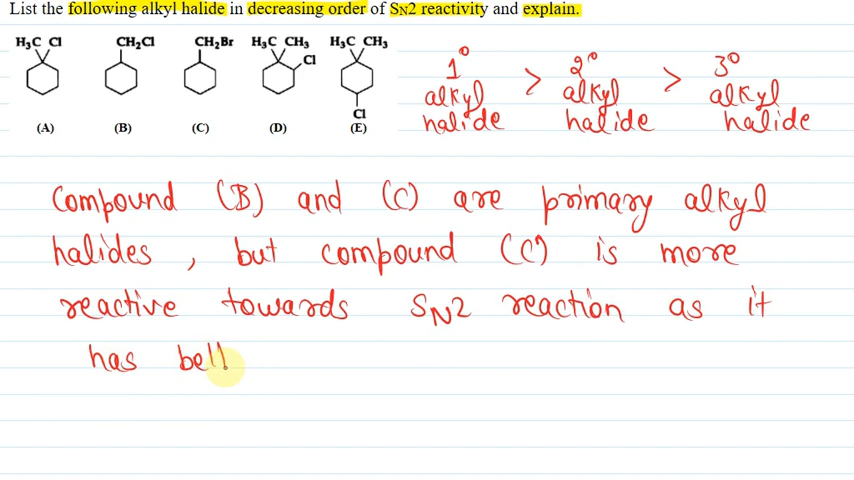 List the following alkyl halide in decreasing order of SN2 reactivity and explain.
H3C Cl CH2Cl CH2Br H3C CH3 H3C CH3
Cl
Cl
(A) (B) (C) (D) (E)
1° 2° 3°
alkyl > alkyl > alkyl
halide halide halide
Compound (B) and (C) are primary alkyl
halides, but compound (C) is more
reactive towards SN2 reaction as it
has